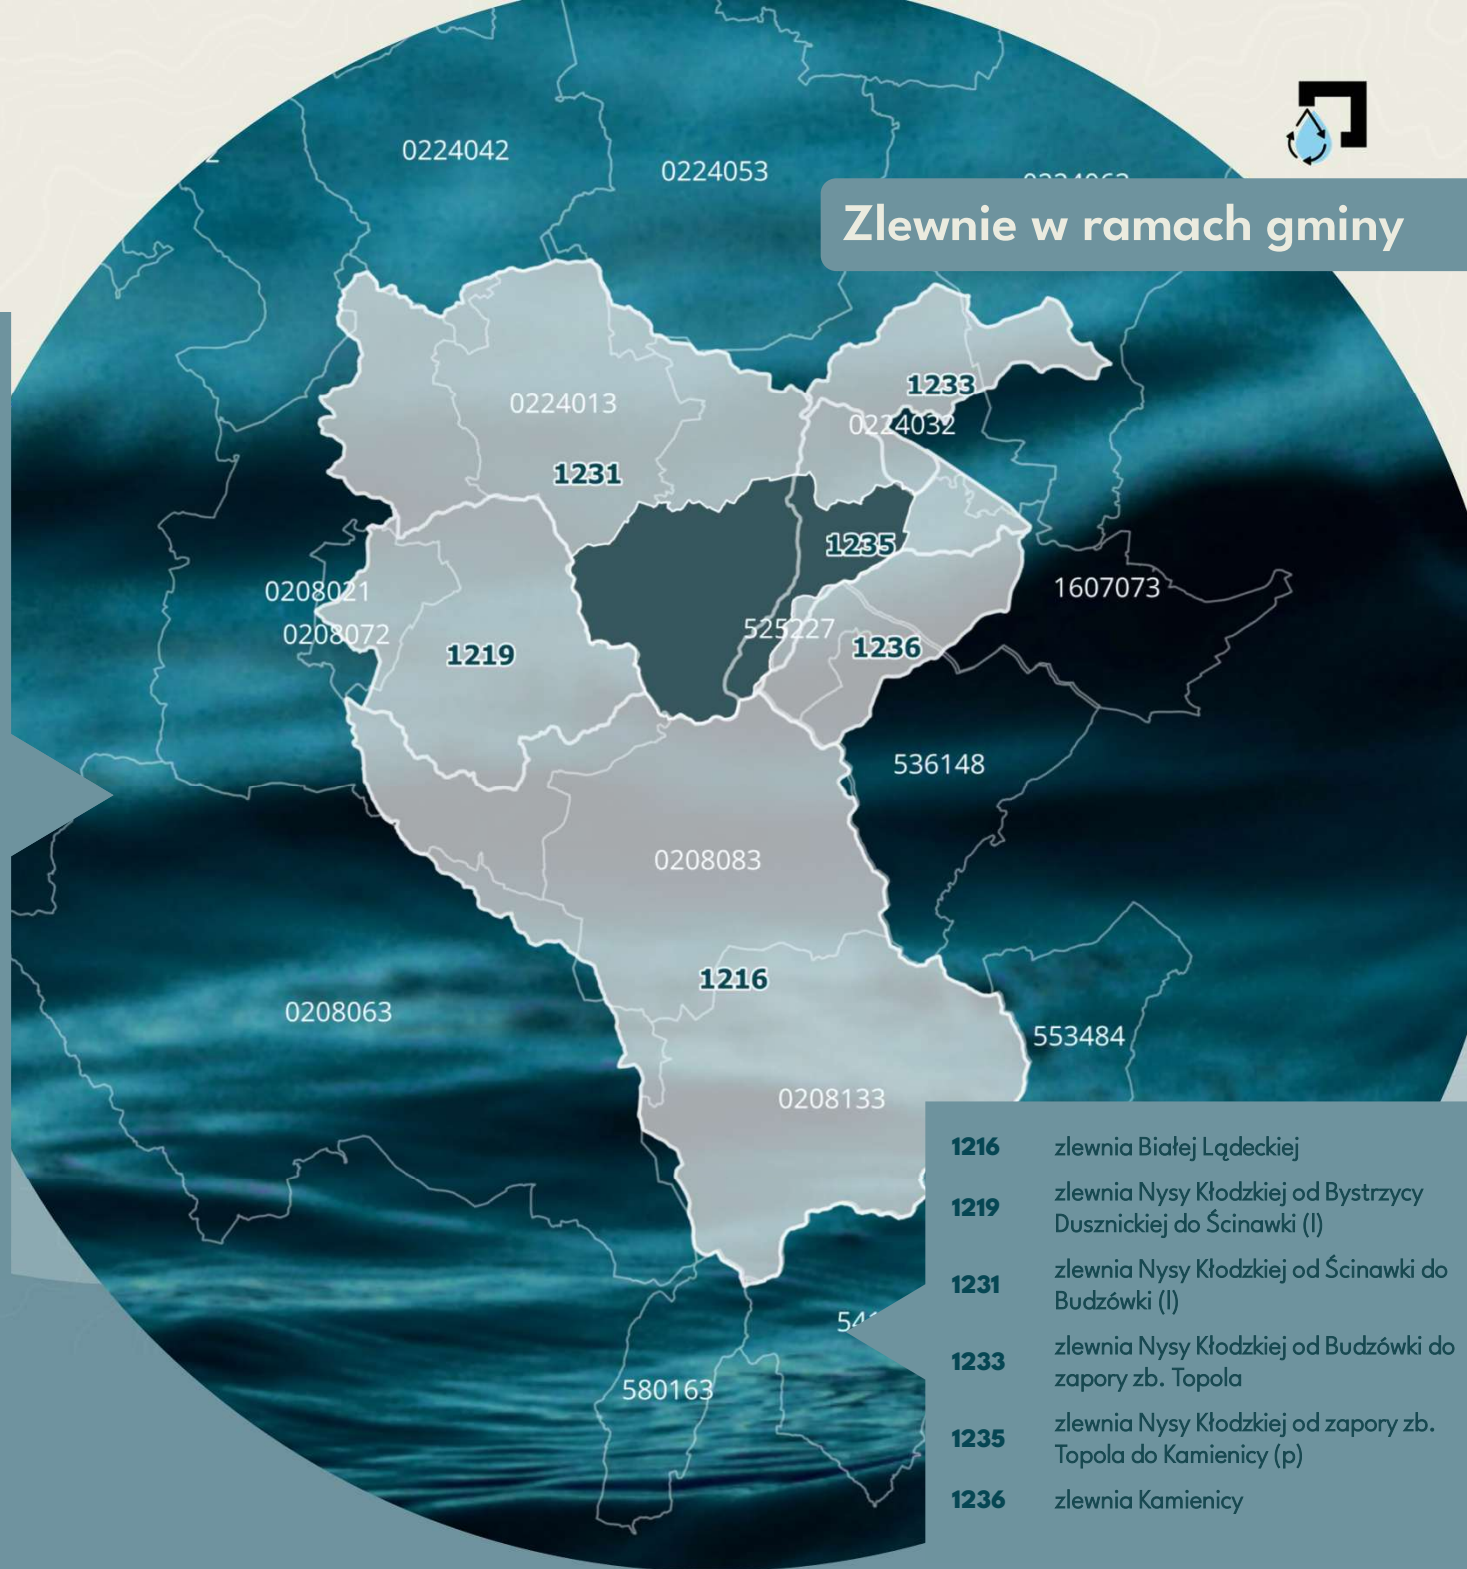 0224042
0224053
Zlewnie w ramach gminy
1233
0224013
0224032
1231
1235
0208021
1607073
0208072
525227
1236
1219
536148
0208083
1216
0208063
553484
0208133
1216 zlewnia Białej Lądeckiej
1219 zlewnia Nysy Kłodzkiej od Bystrzycy
Dusznickiej do Ścinawki (l)
1231 zlewnia Nysy Kłodzkiej od Ścinawki do
Budzówki (l)
1233 zlewnia Nysy Kłodzkiej od Budzówki do
zapory zb. Topola
1235 zlewnia Nysy Kłodzkiej od zapory zb.
Topola do Kamienicy (p)
1236 zlewnia Kamienicy
580163